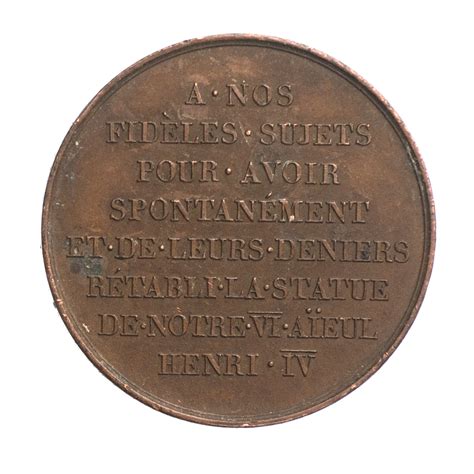 A·NOS
FIDÈLES·SUJETS
POUR·AVOIR
SPONTANÉMENT
ET·DE·LEURS·DENIERS
RÉTABLI·LA·STATUE
DE·NOTRE·VI·AÏEUL
HENRI·IV